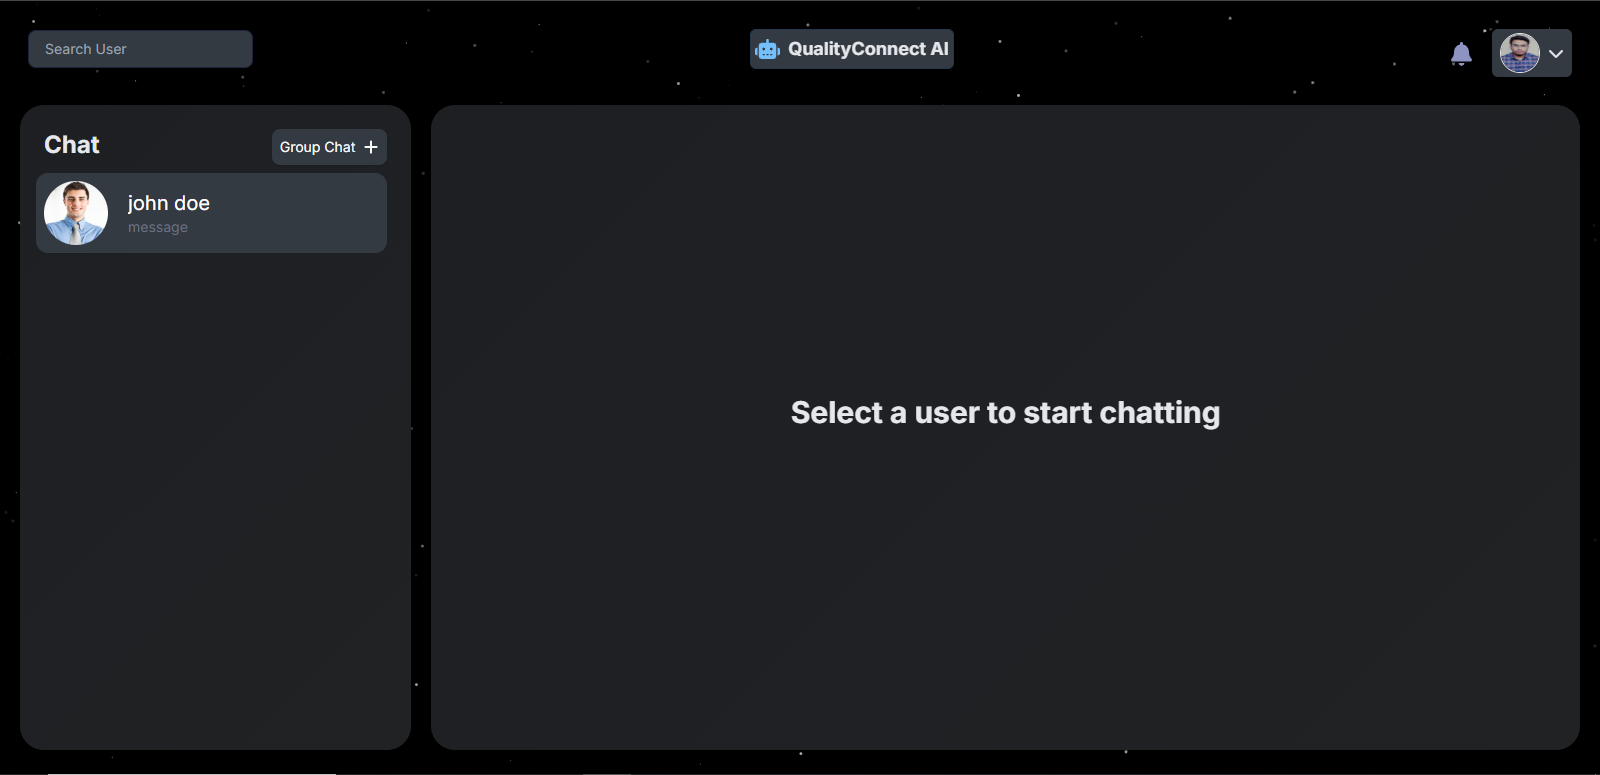 Search User
QualityConnect AI
Chat
Group Chat
john doe
message
Select a user to start chatting